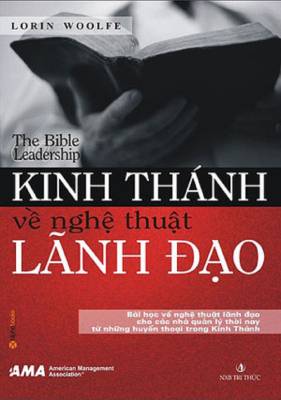 LORIN WOOLFE
The Bible
Leadership
KINH THÁNH
về nghệ thuật
LÃNH ĐẠO
Bài học về nghệ thuật lãnh đạo
cho các nhà quản lý thời nay
từ những huyền thoại trong Kinh Thánh
AMA American Management
Association
NXB TRI THỨC